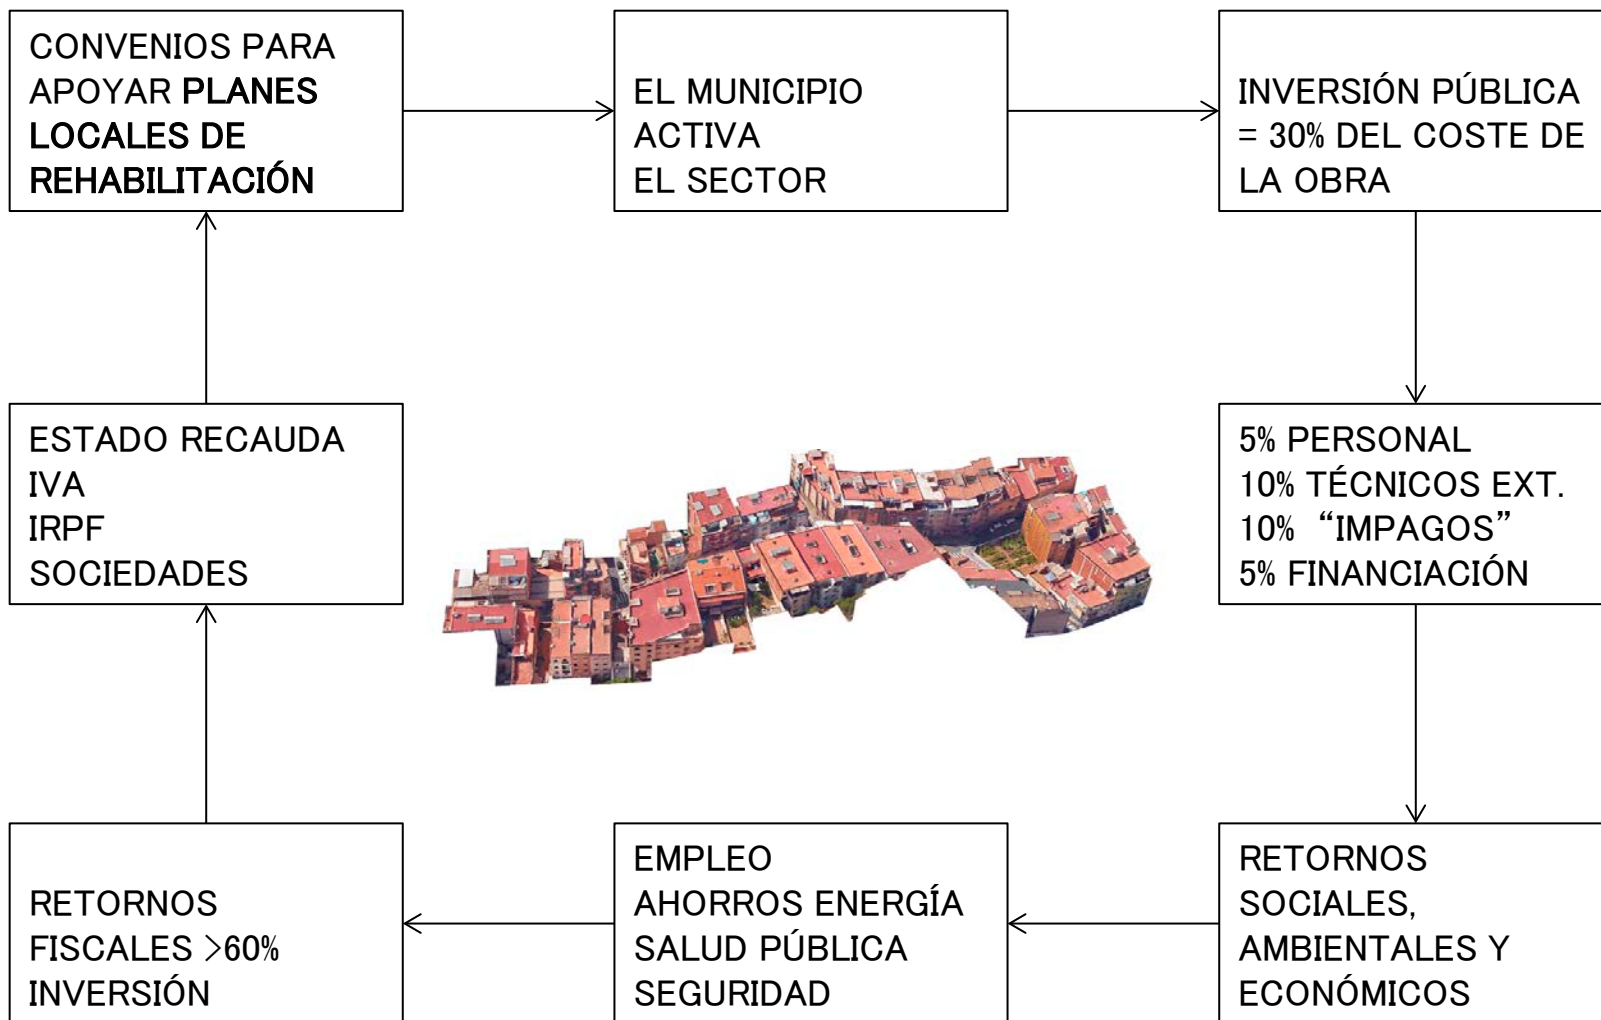 CONVENIOS PARA
APOYAR PLANES
LOCALES DE
REHABILITACIÓN
EL MUNICIPIO
ACTIVA
EL SECTOR
INVERSIÓN PÚBLICA
= 30% DEL COSTE DE
LA OBRA
ESTADO RECAUDA
IVA
IRPF
SOCIEDADES
5% PERSONAL
10% TÉCNICOS EXT.
10% “IMPAGOS”
5% FINANCIACIÓN
RETORNOS
FISCALES >60%
INVERSIÓN
EMPLEO
AHORROS ENERGÍA
SALUD PÚBLICA
SEGURIDAD
RETORNOS
SOCIALES,
AMBIENTALES Y
ECONÓMICOS